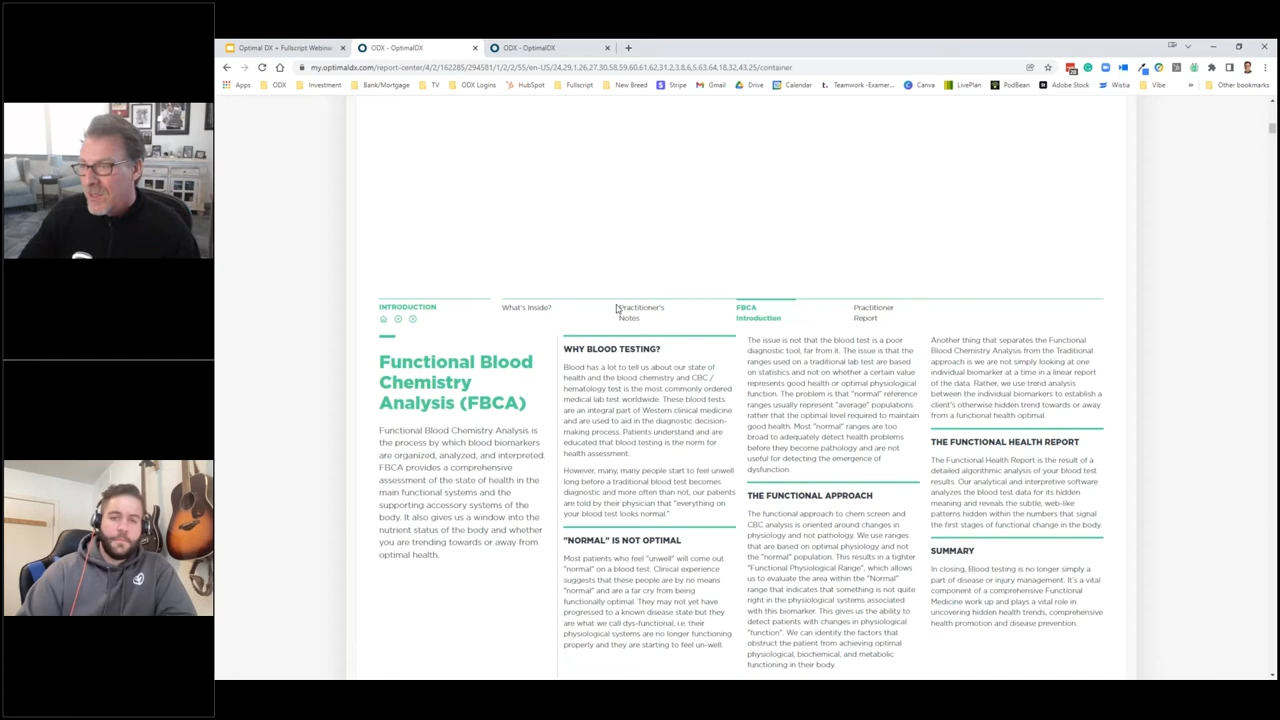 Optimal DX + Fullscript Webina
ODX - OptimalDX
ODX - OptimalDX
my.optimaldx.com/report-center/4/2/162285/294581/1/2/2/55/en-US/24,29,1,26,27,30,58,59,60,61,62,31,2,3,8,6,5,63,64,18,32,43,25/container
Apps
ODX
Investment
Bank/Mortgage
TV
ODX Logins
HubSpot
Fullscript
New Breed
Stripe
Gmail
Drive
Calendar
Teamwork -Examer...
Canva
LivePlan
PodBean
Adobe Stock
Wistia
Vibe
Other bookmarks
INTRODUCTION
What's Inside?
Practitioner's
Notes
FBCA
Introduction
Practitioner
Report
Functional Blood
Chemistry
Analysis (FBCA)
Functional Blood Chemistry Analysis is
the process by which blood biomarkers
are organized, analyzed, and interpreted.
FBCA provides a comprehensive
assessment of the state of health in the
main functional systems and the
supporting accessory systems of the
body. It also gives us a window into the
nutrient status of the body and whether
you are trending towards or away from
optimal health.
WHY BLOOD TESTING?
Blood has a lot to tell us about our state of
health and the blood chemistry and CBC /
hematology test is the most commonly ordered
medical lab test worldwide. These blood tests
are an integral part of Western clinical medicine
and are used to aid in the diagnostic decision-
making process. Patients understand and are
educated that blood testing is the norm for
health assessment.
However, many, many people start to feel unwell
long before a traditional blood test becomes
diagnostic and more often than not, our patients
are told by their physician that "everything on
your blood test looks normal."
"NORMAL" IS NOT OPTIMAL
Most patients who feel "unwell" will come out
"normal" on a blood test. Clinical experience
suggests that these people are by no means
"normal" and are a far cry from being
functionally optimal. They may not yet have
progressed to a known disease state but they
are what we call dys-functional, i.e. their
physiological systems are no longer functioning
properly and they are starting to feel un-well.
The issue is not that the blood test is a poor
diagnostic tool, far from it. The issue is that the
ranges used on a traditional lab test are based
on statistics and not on whether a certain value
represents good health or optimal physiological
function. The problem is that "normal" reference
ranges usually represent "average" populations
rather that the optimal level required to maintain
good health. Most "normal" ranges are too
broad to adequately detect health problems
before they become pathology and are not
useful for detecting the emergence of
dysfunction.
THE FUNCTIONAL APPROACH
The functional approach to chem screen and
CBC analysis is oriented around changes in
physiology and not pathology. We use ranges
that are based on optimal physiology and not
the "normal" population. This results in a tighter
"Functional Physiological Range", which allows
us to evaluate the area within the "Normal"
range that indicates that something is not quite
right in the physiological systems associated
with this biomarker. This gives us the ability to
detect patients with changes in physiological
"function". We can identify the factors that
obstruct the patient from achieving optimal
physiological, biochemical, and metabolic
functioning in their body.
Another thing that separates the Functional
Blood Chemistry Analysis from the Traditional
approach is we are not simply looking at one
individual biomarker at a time in a linear report
of the data. Rather, we use trend analysis
between the individual biomarkers to establish a
client's otherwise hidden trend towards or away
from a functional health optimal.
THE FUNCTIONAL HEALTH REPORT
The Functional Health Report is the result of a
detailed algorithmic analysis of your blood test
results. Our analytical and interpretive software
analyzes the blood test data for its hidden
meaning and reveals the subtle, web-like
patterns hidden within the numbers that signal
the first stages of functional change in the body.
SUMMARY
In closing, Blood testing is no longer simply a
part of disease or injury management. It's a vital
component of a comprehensive Functional
Medicine work up and plays a vital role in
uncovering hidden health trends, comprehensive
health promotion and disease prevention.